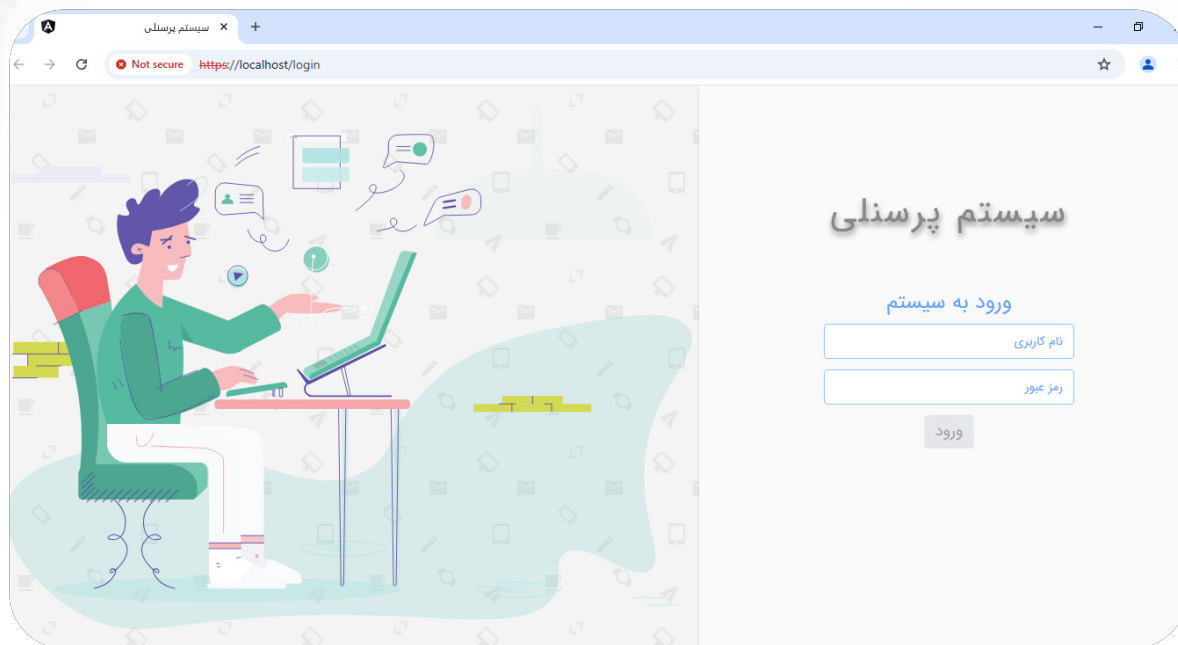 سیستم پرسنلی
Not secure https://localhost/login
سیستم پرسنلی
ورود به سیستم
نام کاربری
رمز عبور
ورود